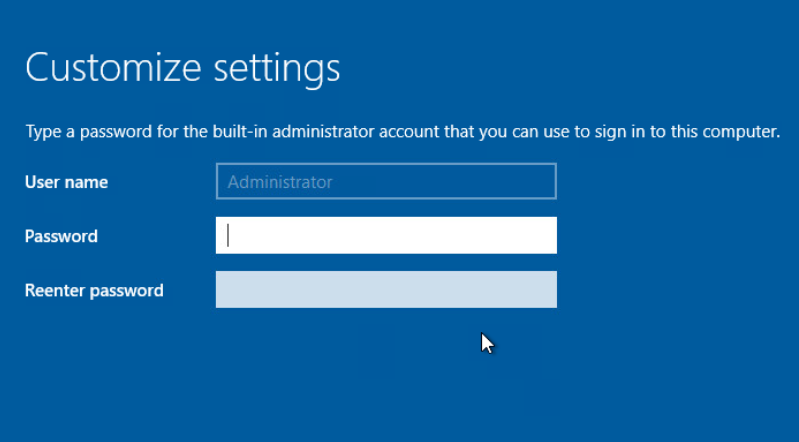 Customize settings
Type a password for the built-in administrator account that you can use to sign in to this computer.
User name Administrator
Password
Reenter password